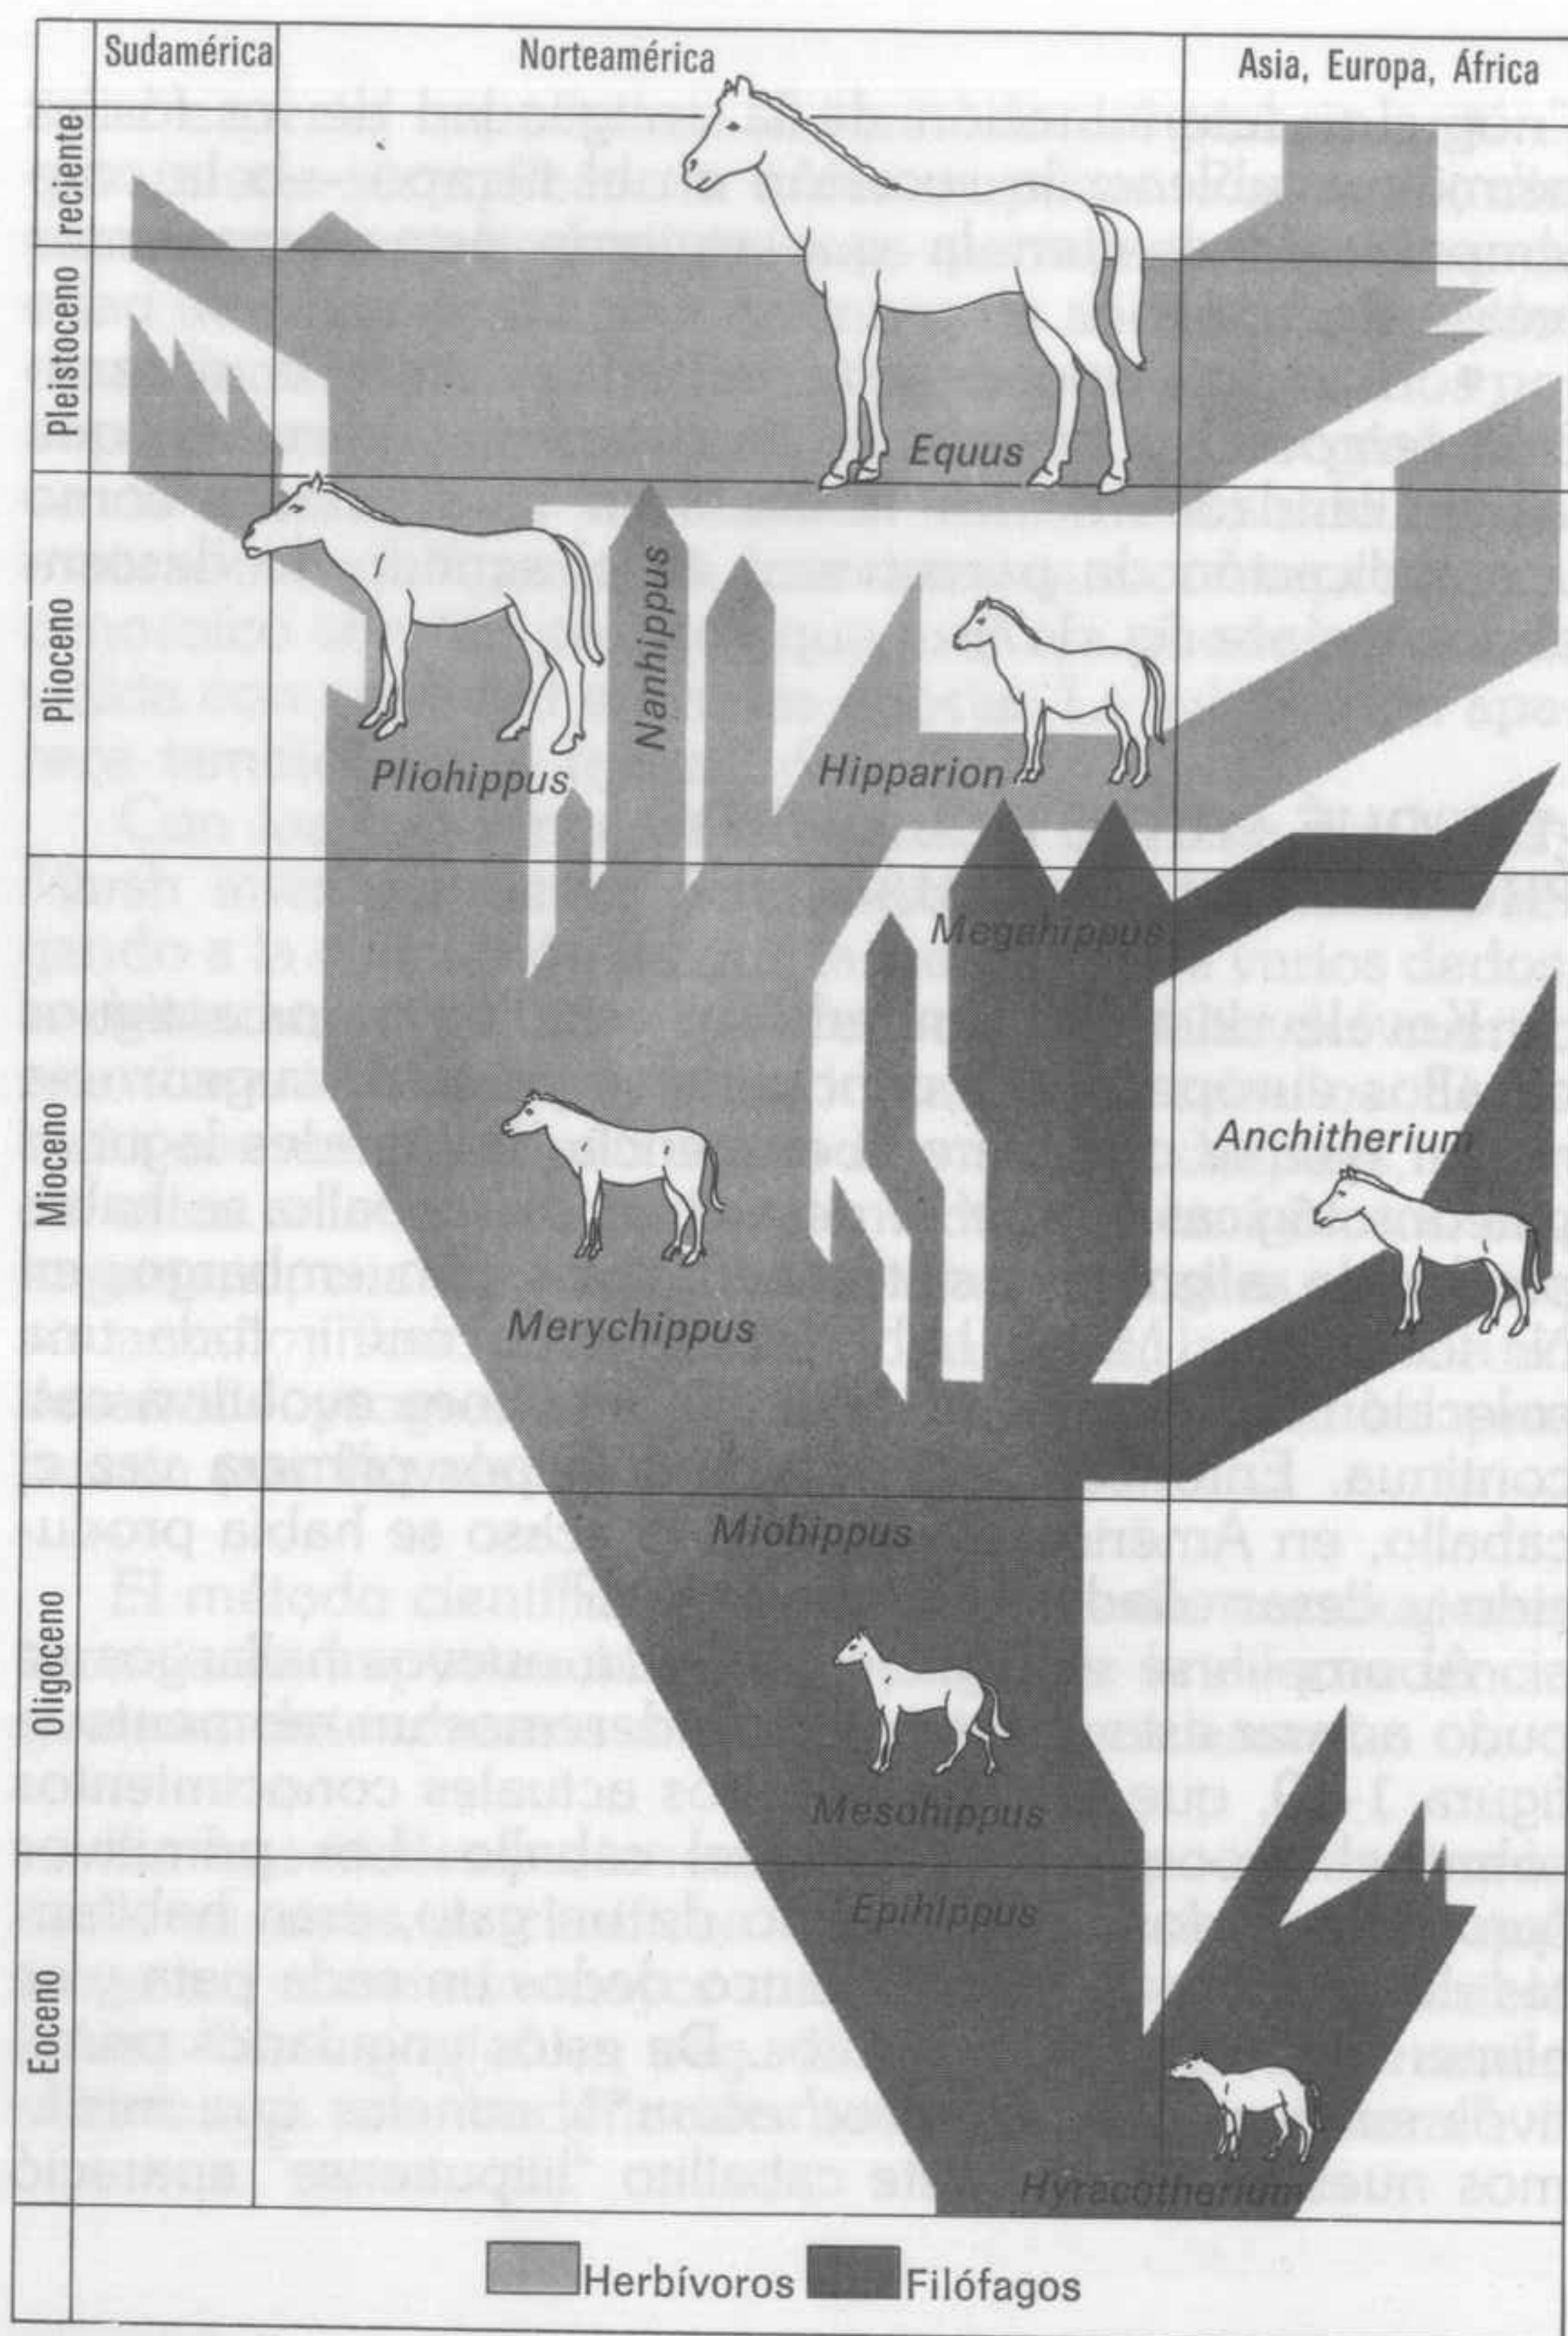 Sudamérica
Norteamérica
Asia, Europa, África
reciente
Pleistoceno
Equus
Plioceno
Nanhippus
Pliohippus
Hipparion
Megahippus
Mioceno
Anchitherium
Merychippus
Miohippus
Oligoceno
Mesohippus
Epihippus
Eoceno
Hyracotherium
Herbívoros
Filófagos